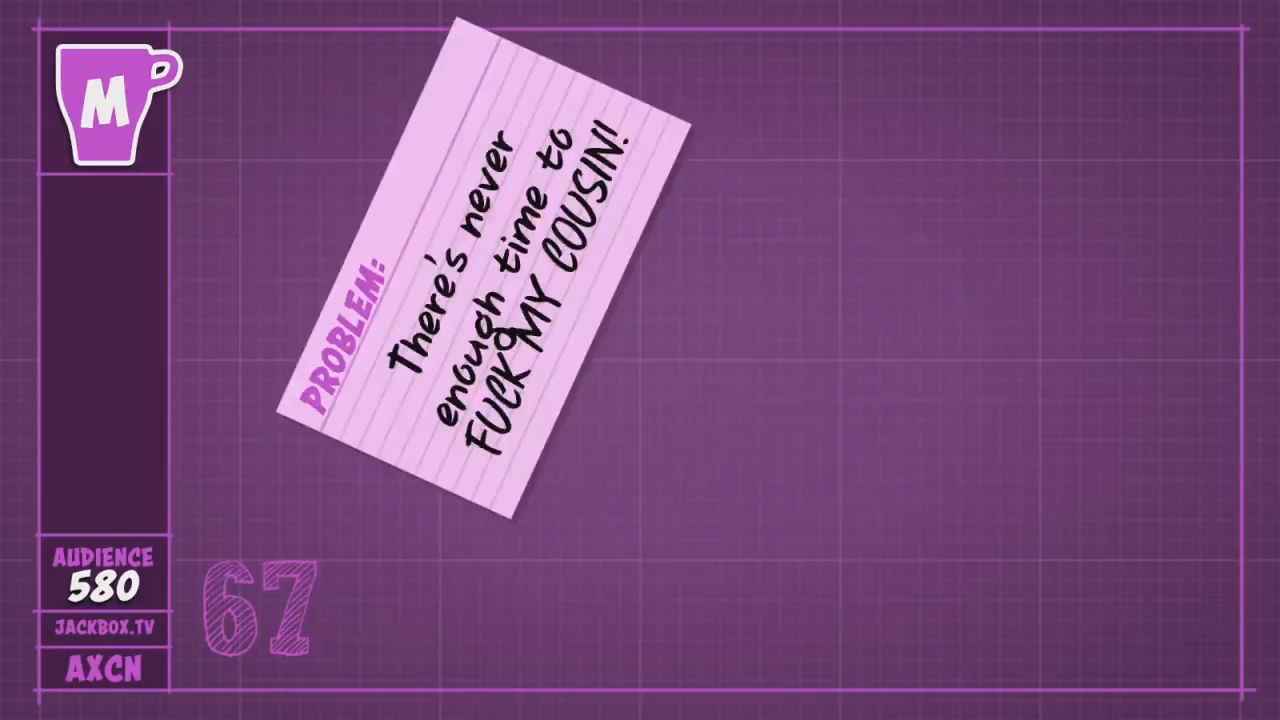 M
PROBLEM:
There's never
enough time to
FUCK MY COUSIN!
AUDIENCE
580
JACKBOX.TV
AXCN
67